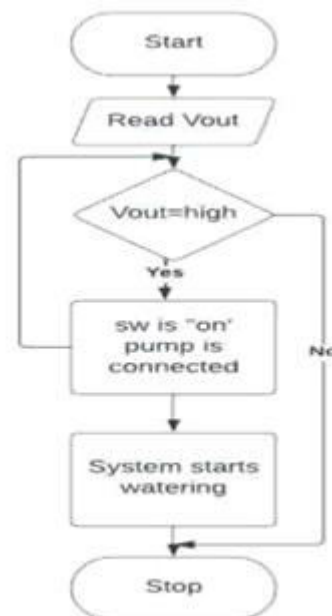 Start
Read Vout
Vout=high
Yes
sw is "on'
pump is
connected
No
System starts
watering
Stop